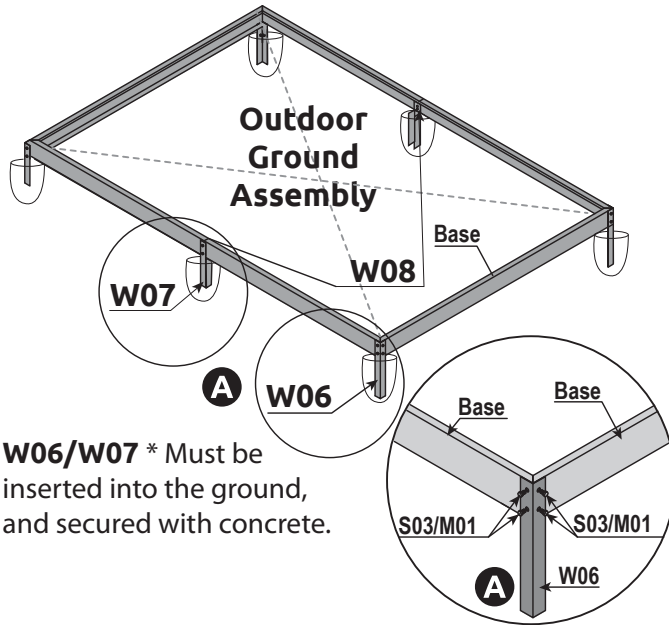 Outdoor
Ground
Assembly
Base
W08
W07
A
W06
W06/W07 * Must be
inserted into the ground,
and secured with concrete.
Base
Base
S03/M01
S03/M01
A
W06